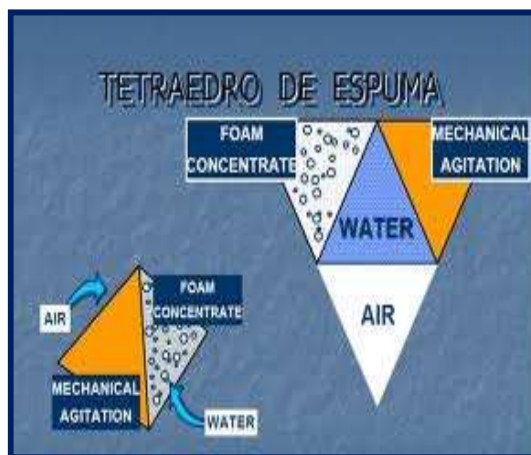 TETRAEDRO DE ESPUMA
FOAM
CONCENTRATE
MECHANICAL
AGITATION
WATER
AIR
AIR
FOAM
CONCENTRATE
MECHANICAL
AGITATION
WATER